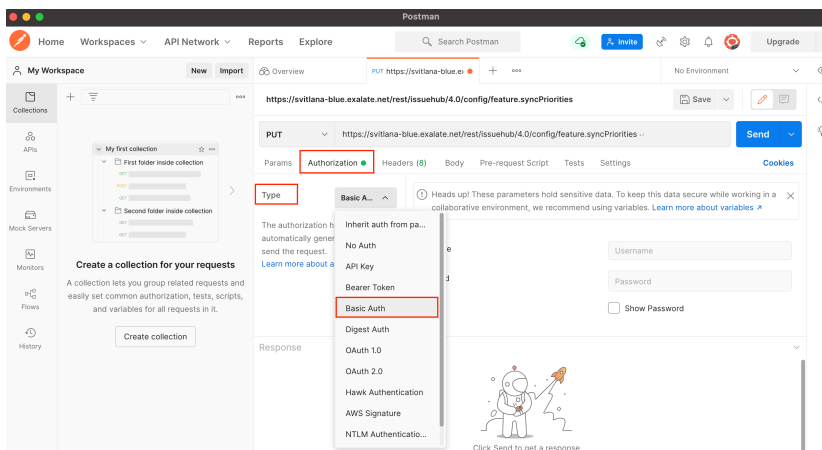 Postman
Home Workspaces API Network Reports Explore Search Postman Invite Upgrade
My Workspace New Import Overview PUT https://svitlana-blue.ex No Environment
Collections
APIs
Environments
Mock Servers
Monitors
Flows
History
My first collection
First folder inside collection
GET
POST
GET
Second folder inside collection
GET
GET
Create a collection for your requests
A collection lets you group related requests and
easily set common authorization, tests, scripts,
and variables for all requests in it.
Create collection
https://svitlana-blue.exalate.net/rest/issuehub/4.0/config/feature.syncPriorities Save
PUT https://svitlana-blue.exalate.net/rest/issuehub/4.0/config/feature.syncPriorities Send
Params Authorization Headers (8) Body Pre-request Script Tests Settings Cookies
Type Basic A...
Heads up! These parameters hold sensitive data. To keep this data secure while working in a
collaborative environment, we recommend using variables. Learn more about variables
The authorization h
automatically gener
send the request.
Learn more about a
Inherit auth from pa...
No Auth
API Key
Bearer Token
Basic Auth
Digest Auth
OAuth 1.0
OAuth 2.0
Hawk Authentication
AWS Signature
NTLM Authenticatio...
e Username
d Password
Show Password
Response
Click Send to get a response